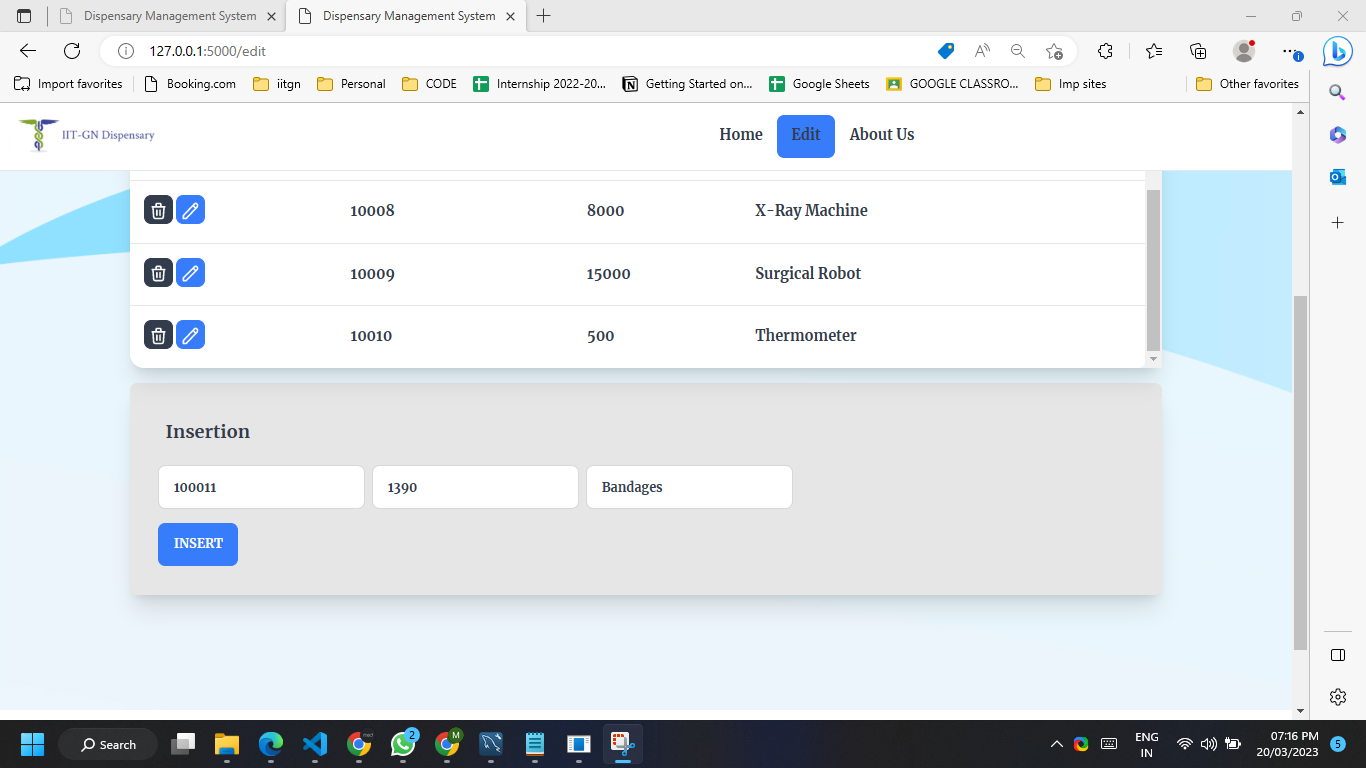 Dispensary Management System
Dispensary Management System
127.0.0.1:5000/edit
Import favorites
Booking.com
iitgn
Personal
CODE
Internship 2022-20...
Getting Started on...
Google Sheets
GOOGLE CLASSRO...
Imp sites
Other favorites
IIT-GN Dispensary
Home
Edit
About Us
10008 8000 X-Ray Machine
10009 15000 Surgical Robot
10010 500 Thermometer
Insertion
100011 1390 Bandages
INSERT
Search
2
M
ENG
IN
07:16 PM
20/03/2023
5